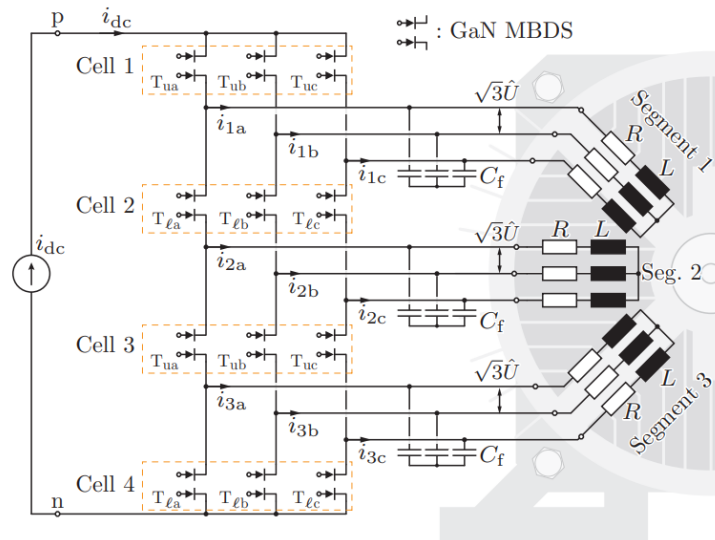 p
i_dc
: GaN MBDS
Cell 1
T_ua T_ub T_uc
i_1a
√3Û
i_1b
i_1c
C_f
R
L
Segment 1
Cell 2
T_ℓa T_ℓb T_ℓc
i_dc
i_2a
√3Û
R L
i_2b
Seg. 2
i_2c
C_f
Cell 3
T_ua T_ub T_uc
i_3a
√3Û
i_3b
i_3c
C_f
L
R
Segment 3
Cell 4
T_ℓa T_ℓb T_ℓc
n